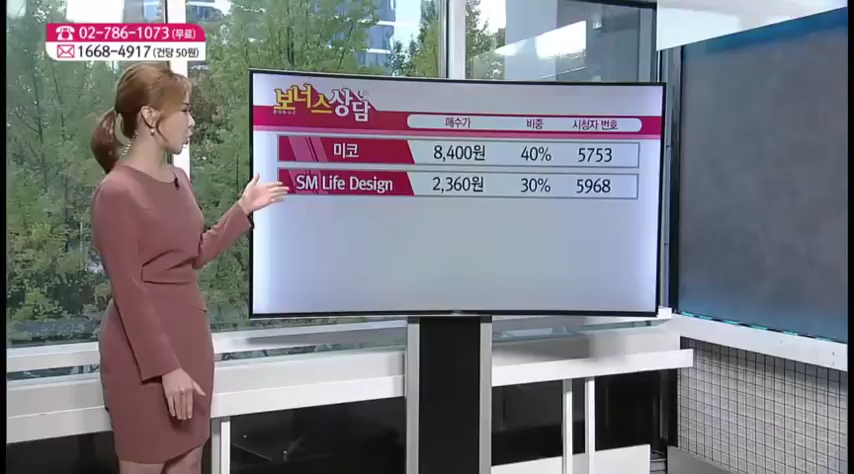 02-786-1073 (무료)
1668-4917 (건당 50원)
보너스상담
매수가 비중 시청자 번호
미코 8,400원 40% 5753
SM Life Design 2,360원 30% 5968